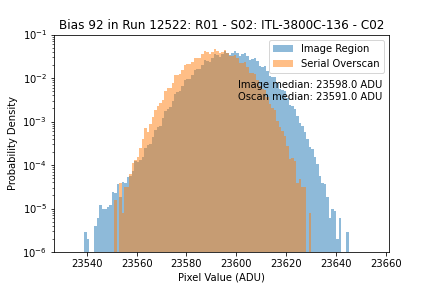 Bias 92 in Run 12522: R01 - S02: ITL-3800C-136 - C02
Image Region
Serial Overscan
Image median: 23598.0 ADU
Oscan median: 23591.0 ADU
Probability Density
10⁻¹
10⁻²
10⁻³
10⁻⁴
10⁻⁵
10⁻⁶
23540 23560 23580 23600 23620 23640 23660
Pixel Value (ADU)